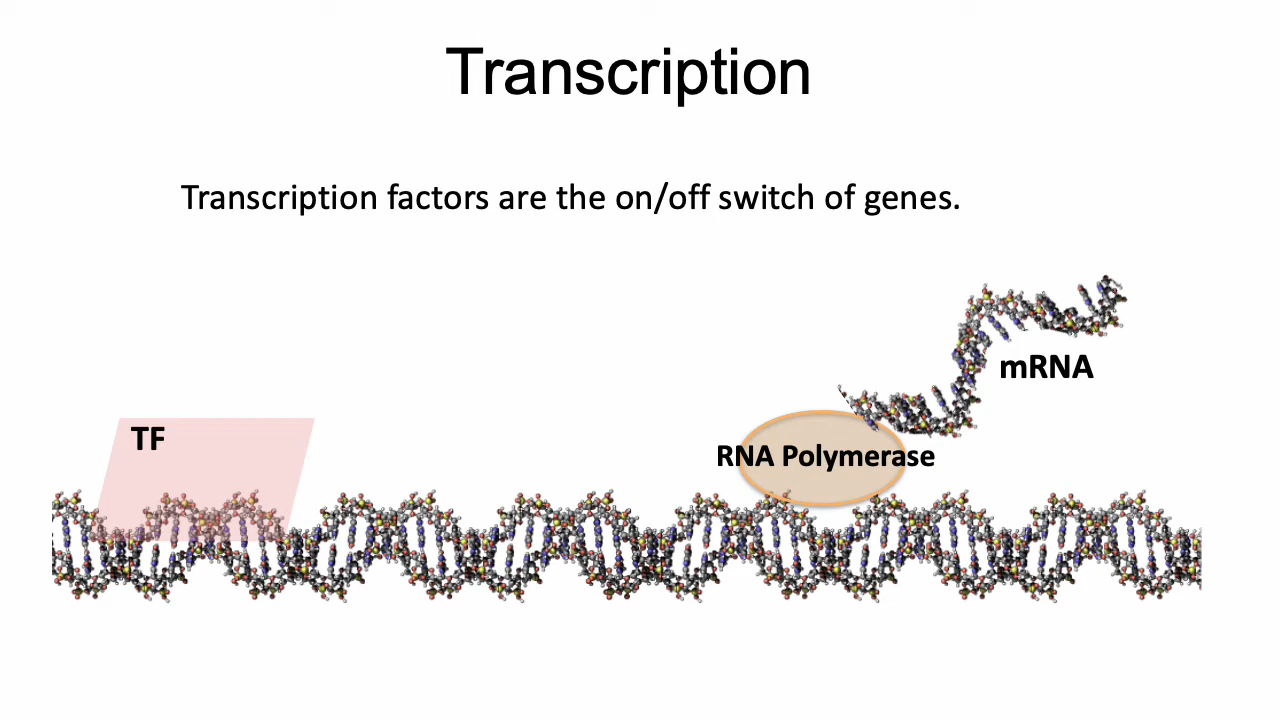 Transcription
Transcription factors are the on/off switch of genes.
mRNA
TF
RNA Polymerase